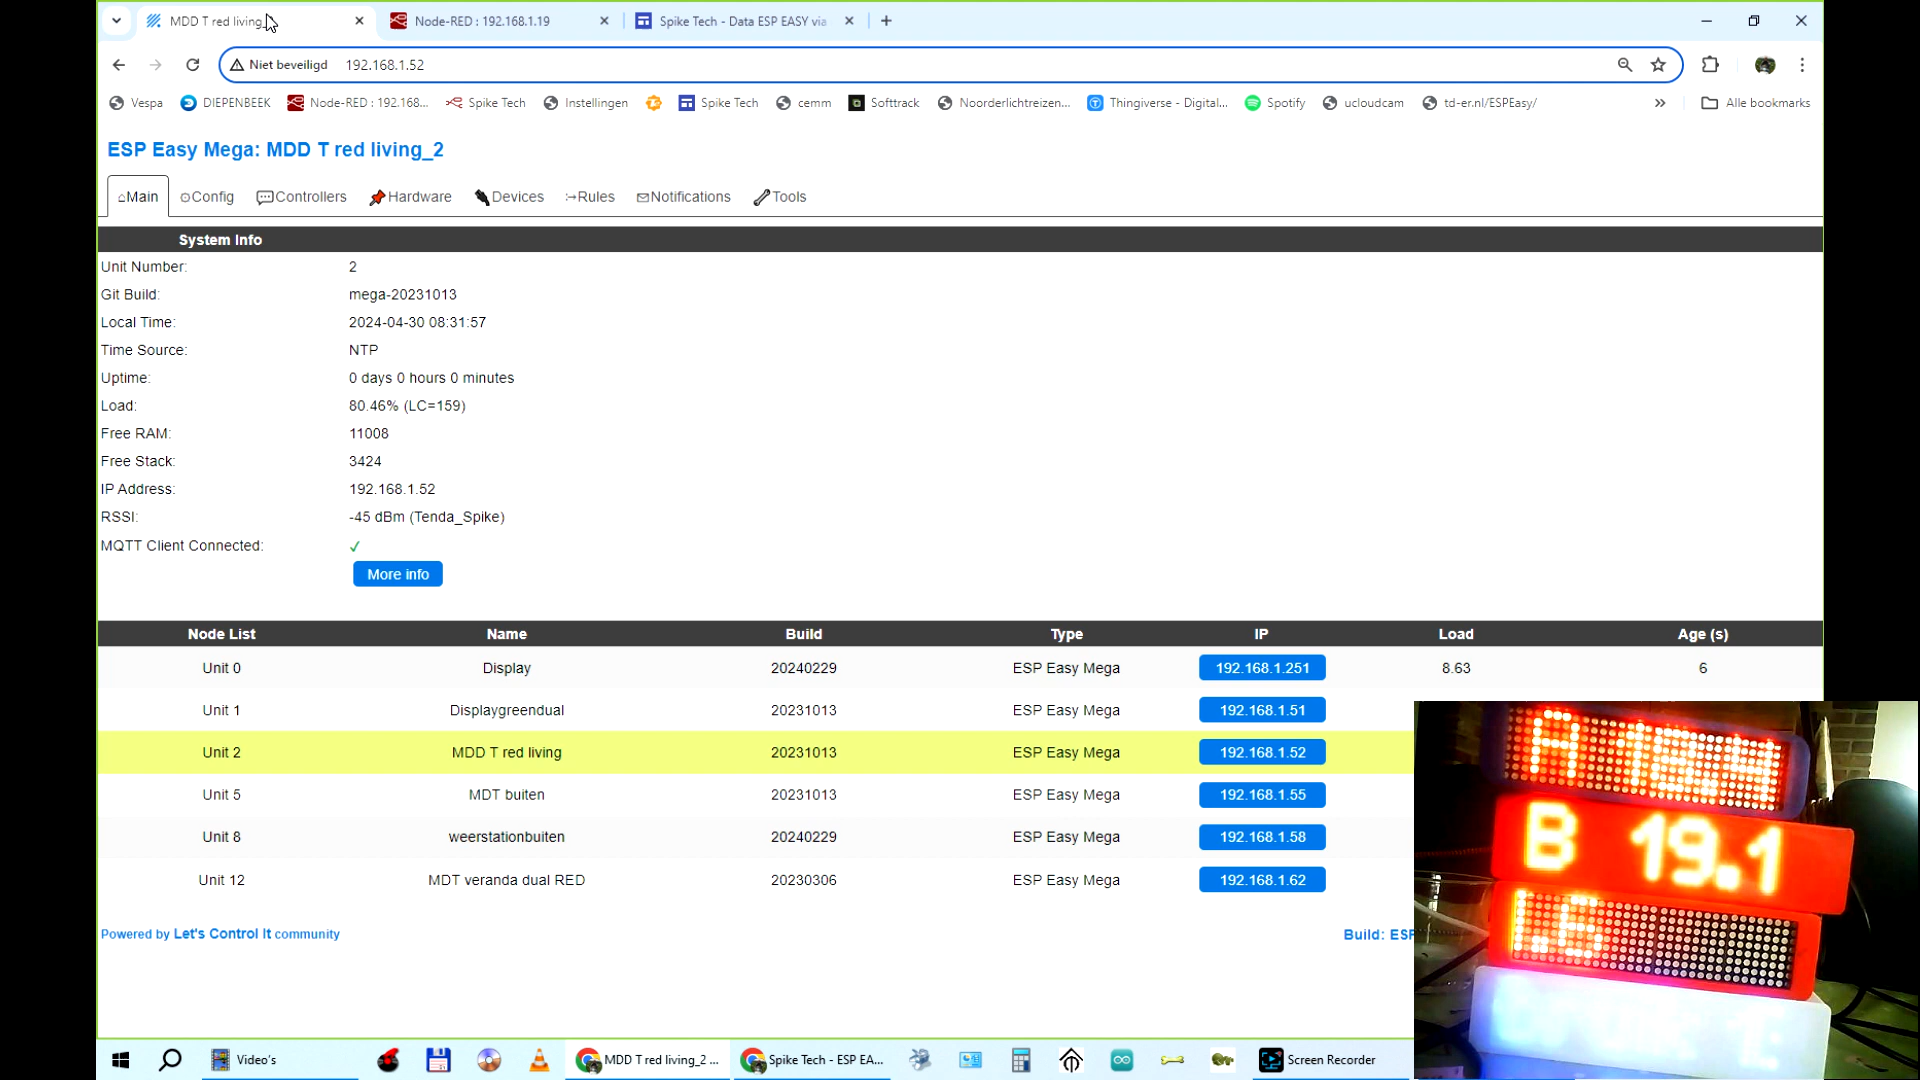 MDD T red living_
Node-RED : 192.168.1.19
Spike Tech - Data ESP EASY via
Niet beveiligd
192.168.1.52
Vespa
DIEPENBEEK
Node-RED : 192.168...
Spike Tech
Instellingen
Spike Tech
cemm
Softtrack
Noorderlichtreizen...
Thingiverse - Digital...
Spotify
ucloudcam
td-er.nl/ESPEasy/
»
Alle bookmarks
ESP Easy Mega: MDD T red living_2
Main
Config
Controllers
Hardware
Devices
Rules
Notifications
Tools
System Info
Unit Number: 2
Git Build: mega-20231013
Local Time: 2024-04-30 08:31:57
Time Source: NTP
Uptime: 0 days 0 hours 0 minutes
Load: 80.46% (LC=159)
Free RAM: 11008
Free Stack: 3424
IP Address: 192.168.1.52
RSSI: -45 dBm (Tenda_Spike)
MQTT Client Connected: ✓
More info
Node List Name Build Type IP Load Age (s)
Unit 0 Display 20240229 ESP Easy Mega 192.168.1.251 8.63 6
Unit 1 Displaygreendual 20231013 ESP Easy Mega 192.168.1.51
Unit 2 MDD T red living 20231013 ESP Easy Mega 192.168.1.52
Unit 5 MDT buiten 20231013 ESP Easy Mega 192.168.1.55
Unit 8 weerstationbuiten 20240229 ESP Easy Mega 192.168.1.58
Unit 12 MDT veranda dual RED 20230306 ESP Easy Mega 192.168.1.62
Powered by Let's Control It community
Build: ESP
A 18.4
B 19.1
Video's
MDD T red living_2 ...
Spike Tech - ESP EA...
Screen Recorder